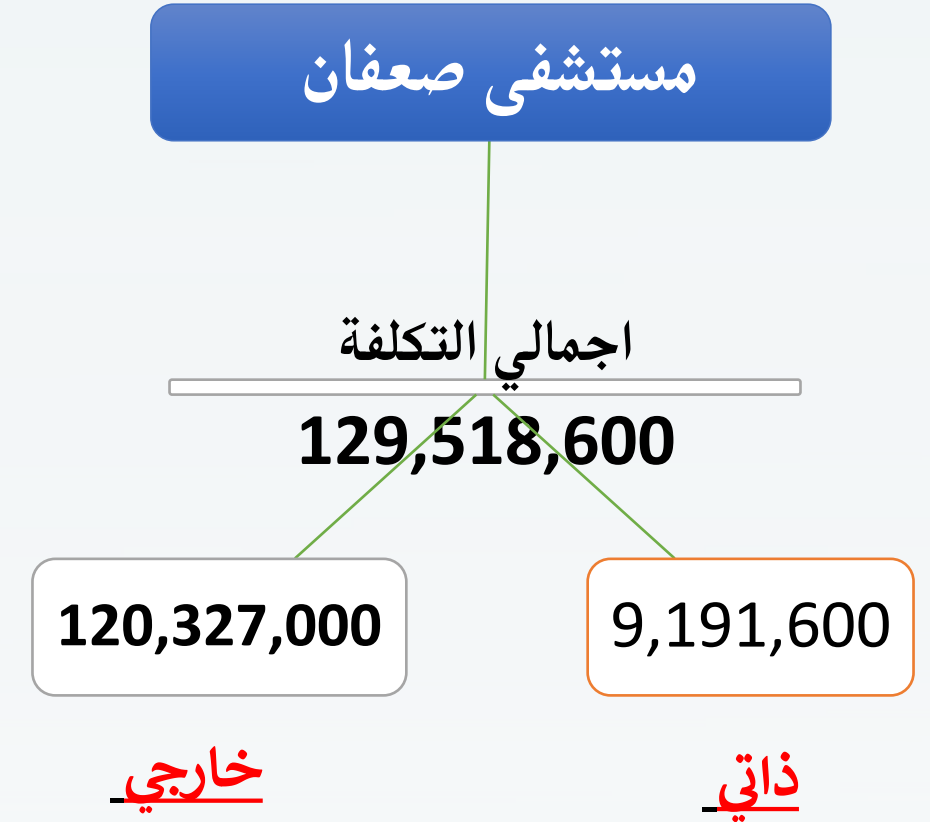 مستشفى صعفان
اجمالي التكلفة
129,518,600
9,191,600
120,327,000
ذاتي
خارجي